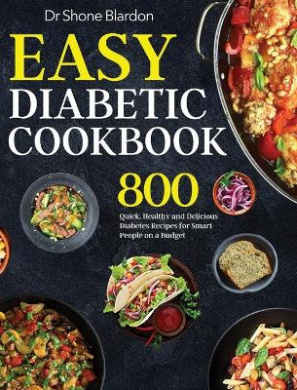 Dr Shone Blardon
EASY
DIABETIC
COOKBOOK
800
Quick, Healthy and Delicious
Diabetes Recipes for Smart
People on a Budget